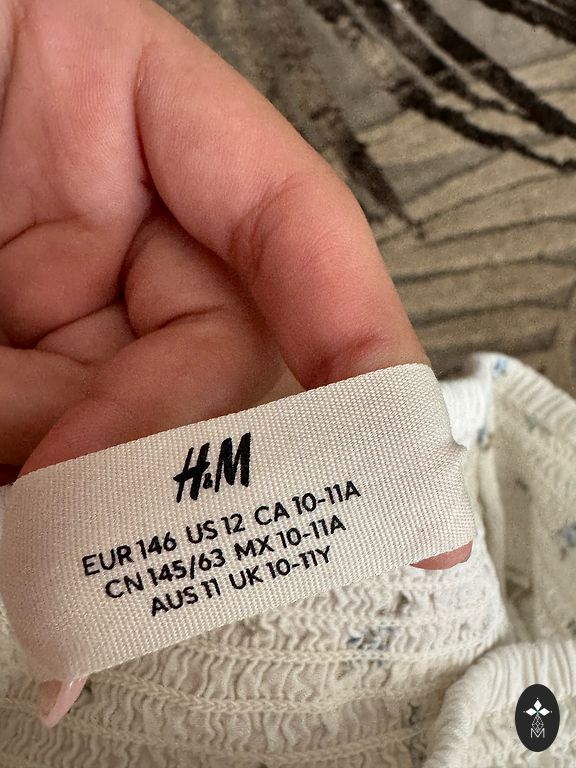 H&M
EUR 146 US 12 CA 10-11A
CN 145/63 MX 10-11A
AUS 11 UK 10-11Y
M